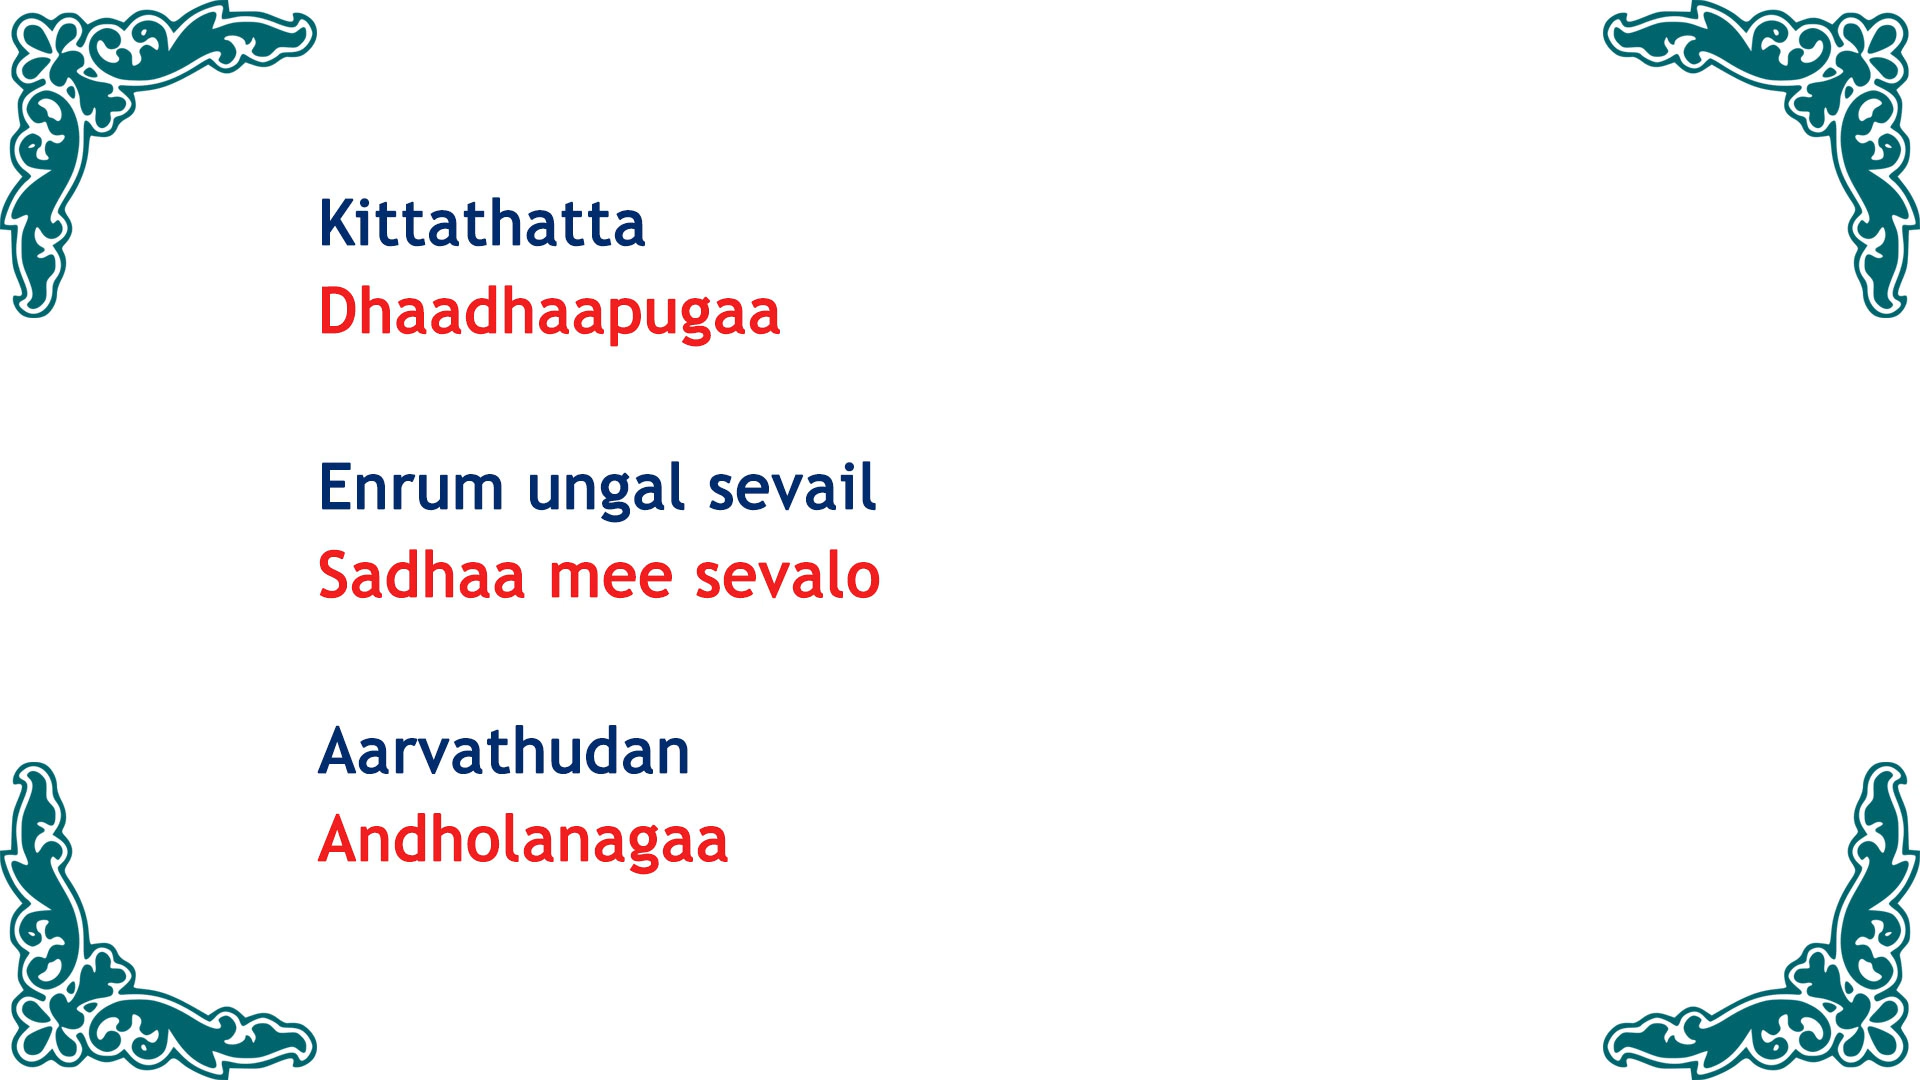 Kittathatta
Dhaadhaapugaa
Enrum ungal sevail
Sadhaa mee sevalo
Aarvathudan
Andholanagaa